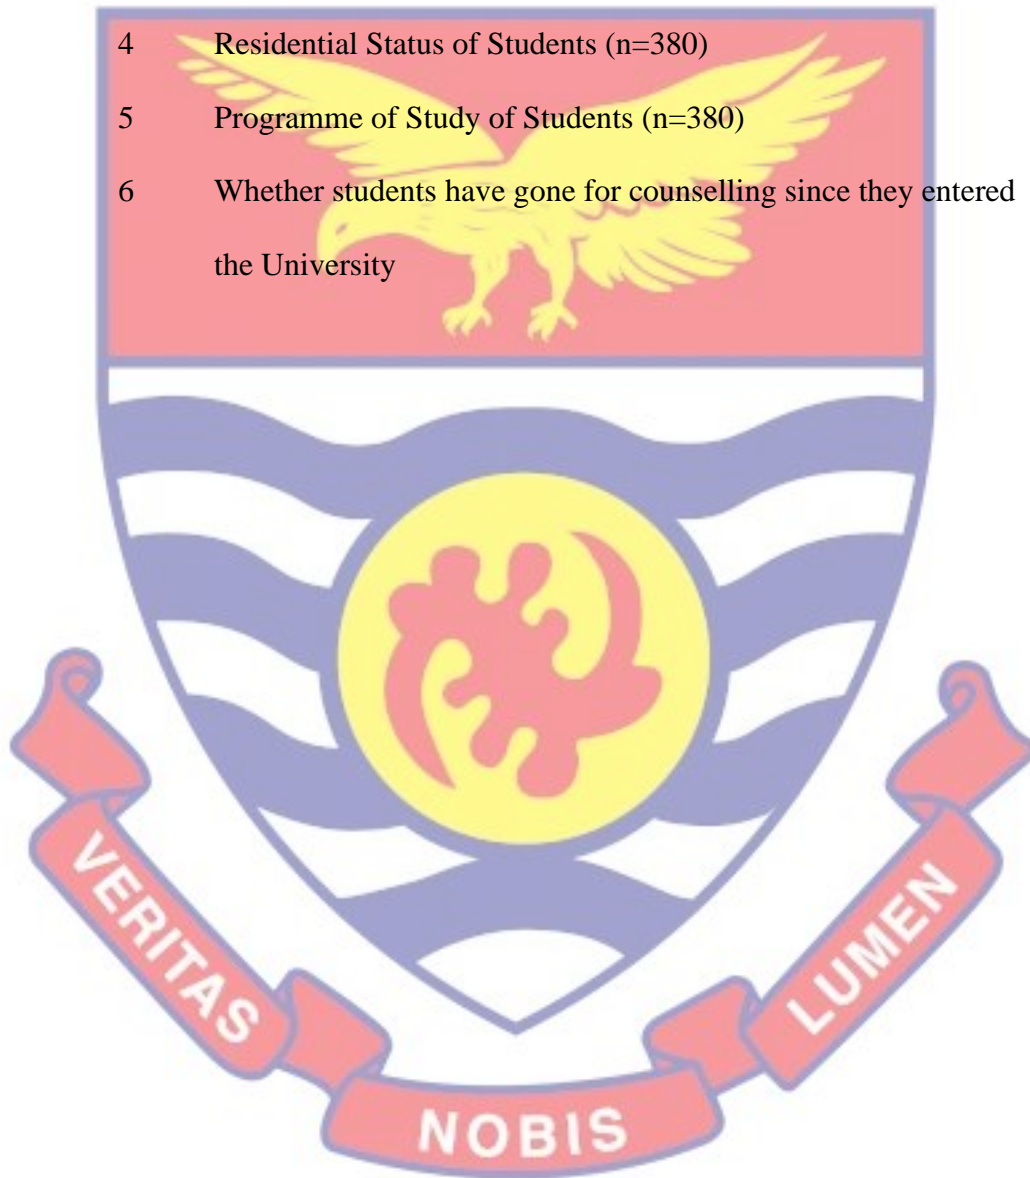 4 Residential Status of Students (n=380)
5 Programme of Study of Students (n=380)
6 Whether students have gone for counselling since they entered
the University
VERITAS
NOBIS
LUMEN